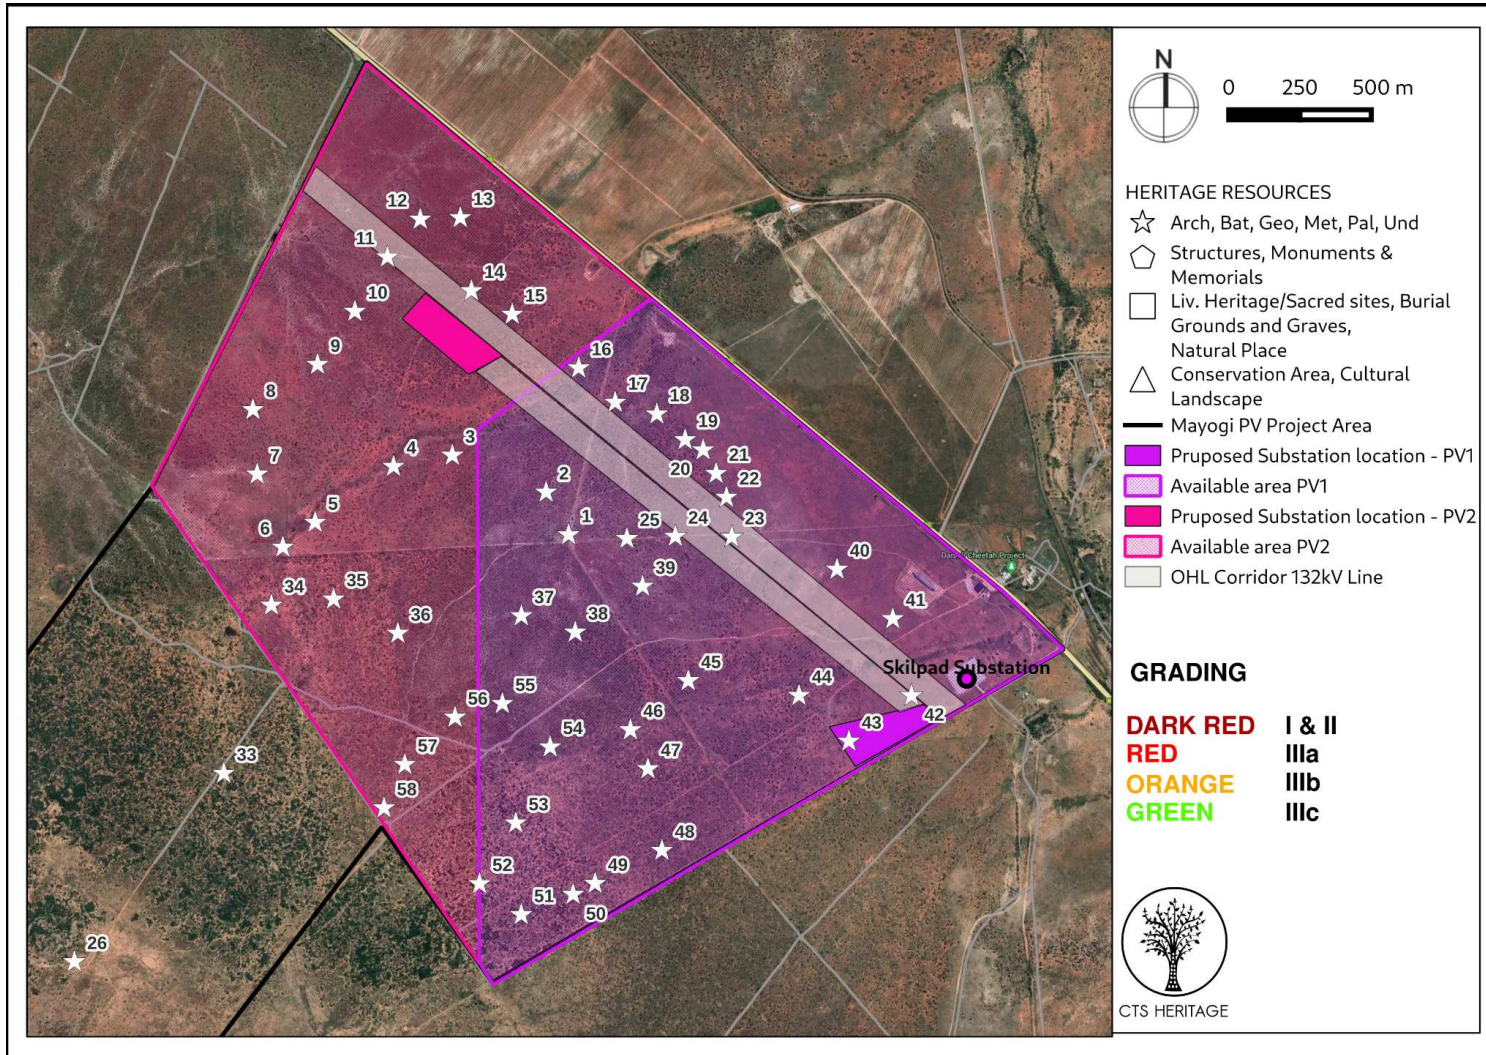 12
13
11
14
10
15
9
16
8
17
18
3
19
4
7
20
21
2
22
5
1
25
24
23
6
40
39
Cheetah Project
34
35
37
41
36
38
45
Skilpad Substation
55
44
56
46
42
54
43
57
47
33
58
53
48
52
49
51
50
26
N
0 250 500 m
HERITAGE RESOURCES
Arch, Bat, Geo, Met, Pal, Und
Structures, Monuments &
Memorials
Liv. Heritage/Sacred sites, Burial
Grounds and Graves,
Natural Place
Conservation Area, Cultural
Landscape
Mayogi PV Project Area
Pruposed Substation location - PV1
Available area PV1
Pruposed Substation location - PV2
Available area PV2
OHL Corridor 132kV Line
GRADING
DARK RED I & II
RED IIIa
ORANGE IIIb
GREEN IIIc
CTS HERITAGE